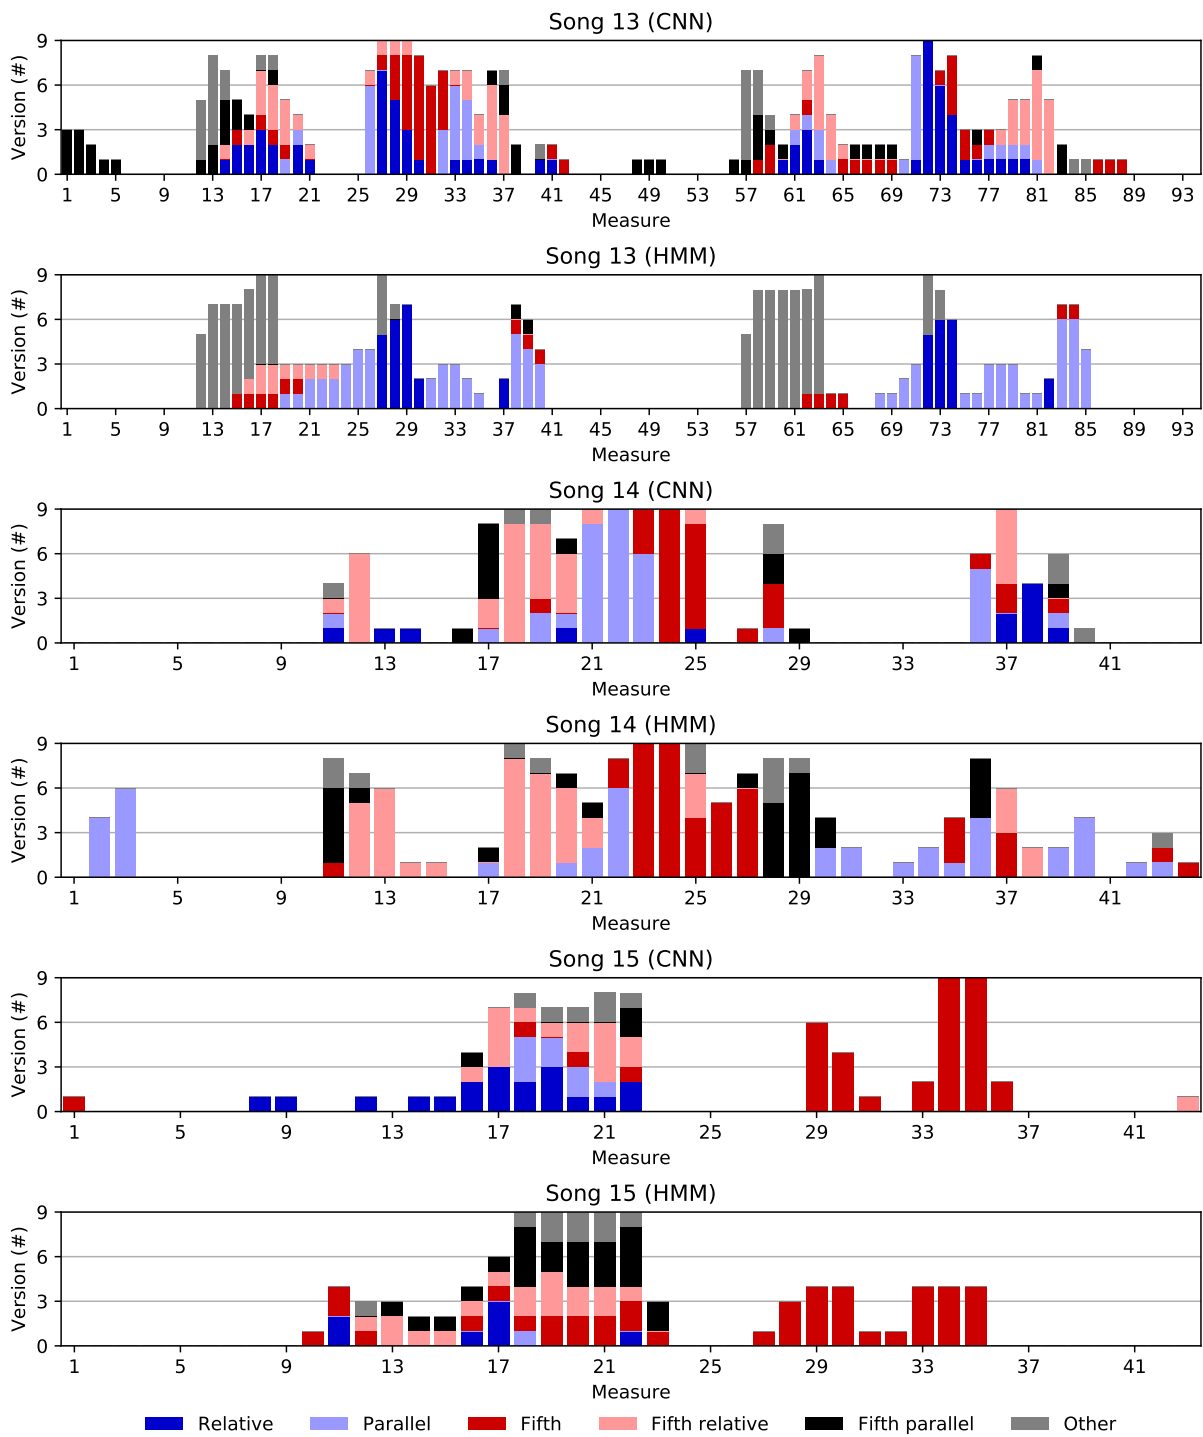 Song 13 (CNN)
Version (#)
9
6
3
0
1 5 9 13 17 21 25 29 33 37 41 45 49 53 57 61 65 69 73 77 81 85 89 93
Measure
Song 13 (HMM)
Version (#)
9
6
3
0
1 5 9 13 17 21 25 29 33 37 41 45 49 53 57 61 65 69 73 77 81 85 89 93
Measure
Song 14 (CNN)
Version (#)
9
6
3
0
1 5 9 13 17 21 25 29 33 37 41
Measure
Song 14 (HMM)
Version (#)
9
6
3
0
1 5 9 13 17 21 25 29 33 37 41
Measure
Song 15 (CNN)
Version (#)
9
6
3
0
1 5 9 13 17 21 25 29 33 37 41
Measure
Song 15 (HMM)
Version (#)
9
6
3
0
1 5 9 13 17 21 25 29 33 37 41
Measure
Relative Parallel Fifth Fifth relative Fifth parallel Other